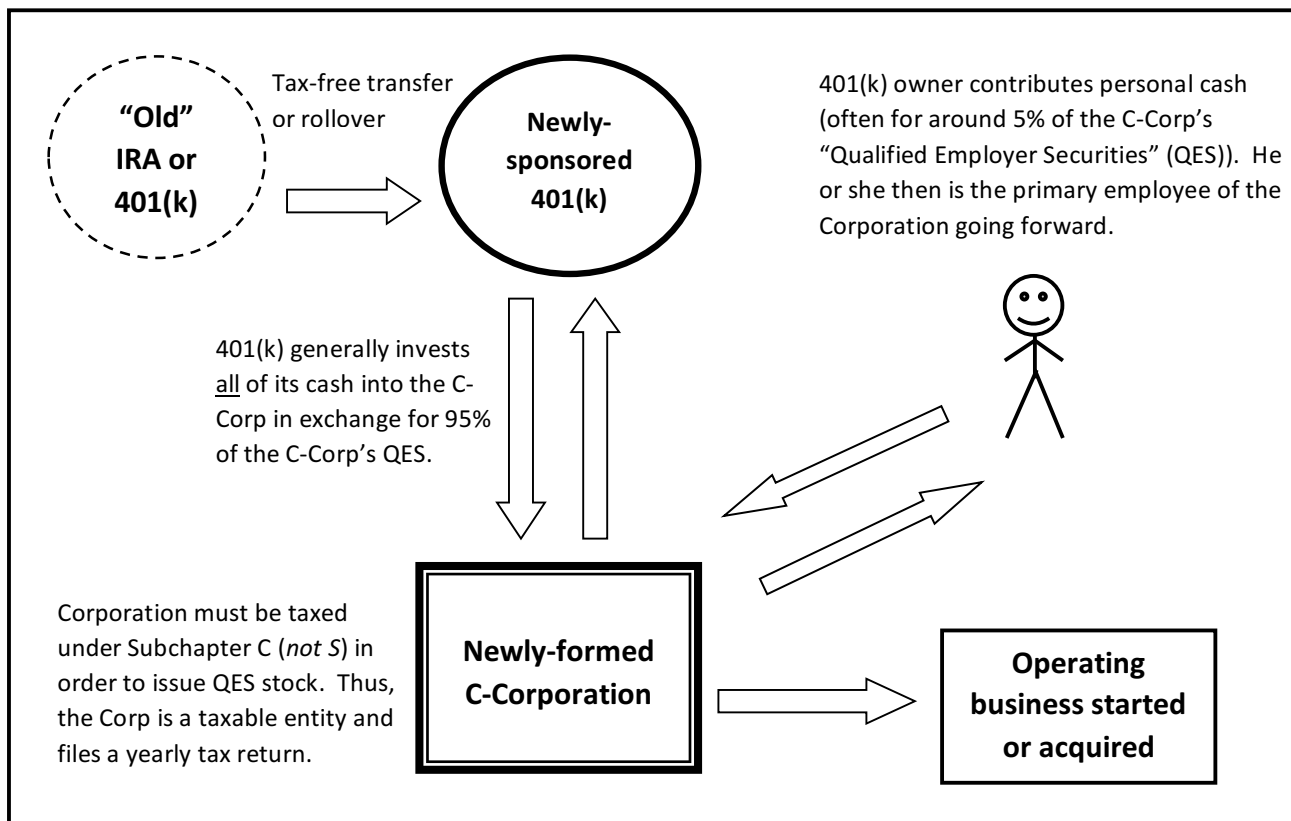 “Old”
IRA or
401(k)
Tax-free transfer
or rollover
Newly-
sponsored
401(k)
401(k) owner contributes personal cash
(often for around 5% of the C-Corp’s
“Qualified Employer Securities” (QES)).  He
or she then is the primary employee of the
Corporation going forward.
401(k) generally invests
all of its cash into the C-
Corp in exchange for 95%
of the C-Corp’s QES.
Corporation must be taxed
under Subchapter C (not S) in
order to issue QES stock.  Thus,
the Corp is a taxable entity and
files a yearly tax return.
Newly-formed
C-Corporation
Operating
business started
or acquired